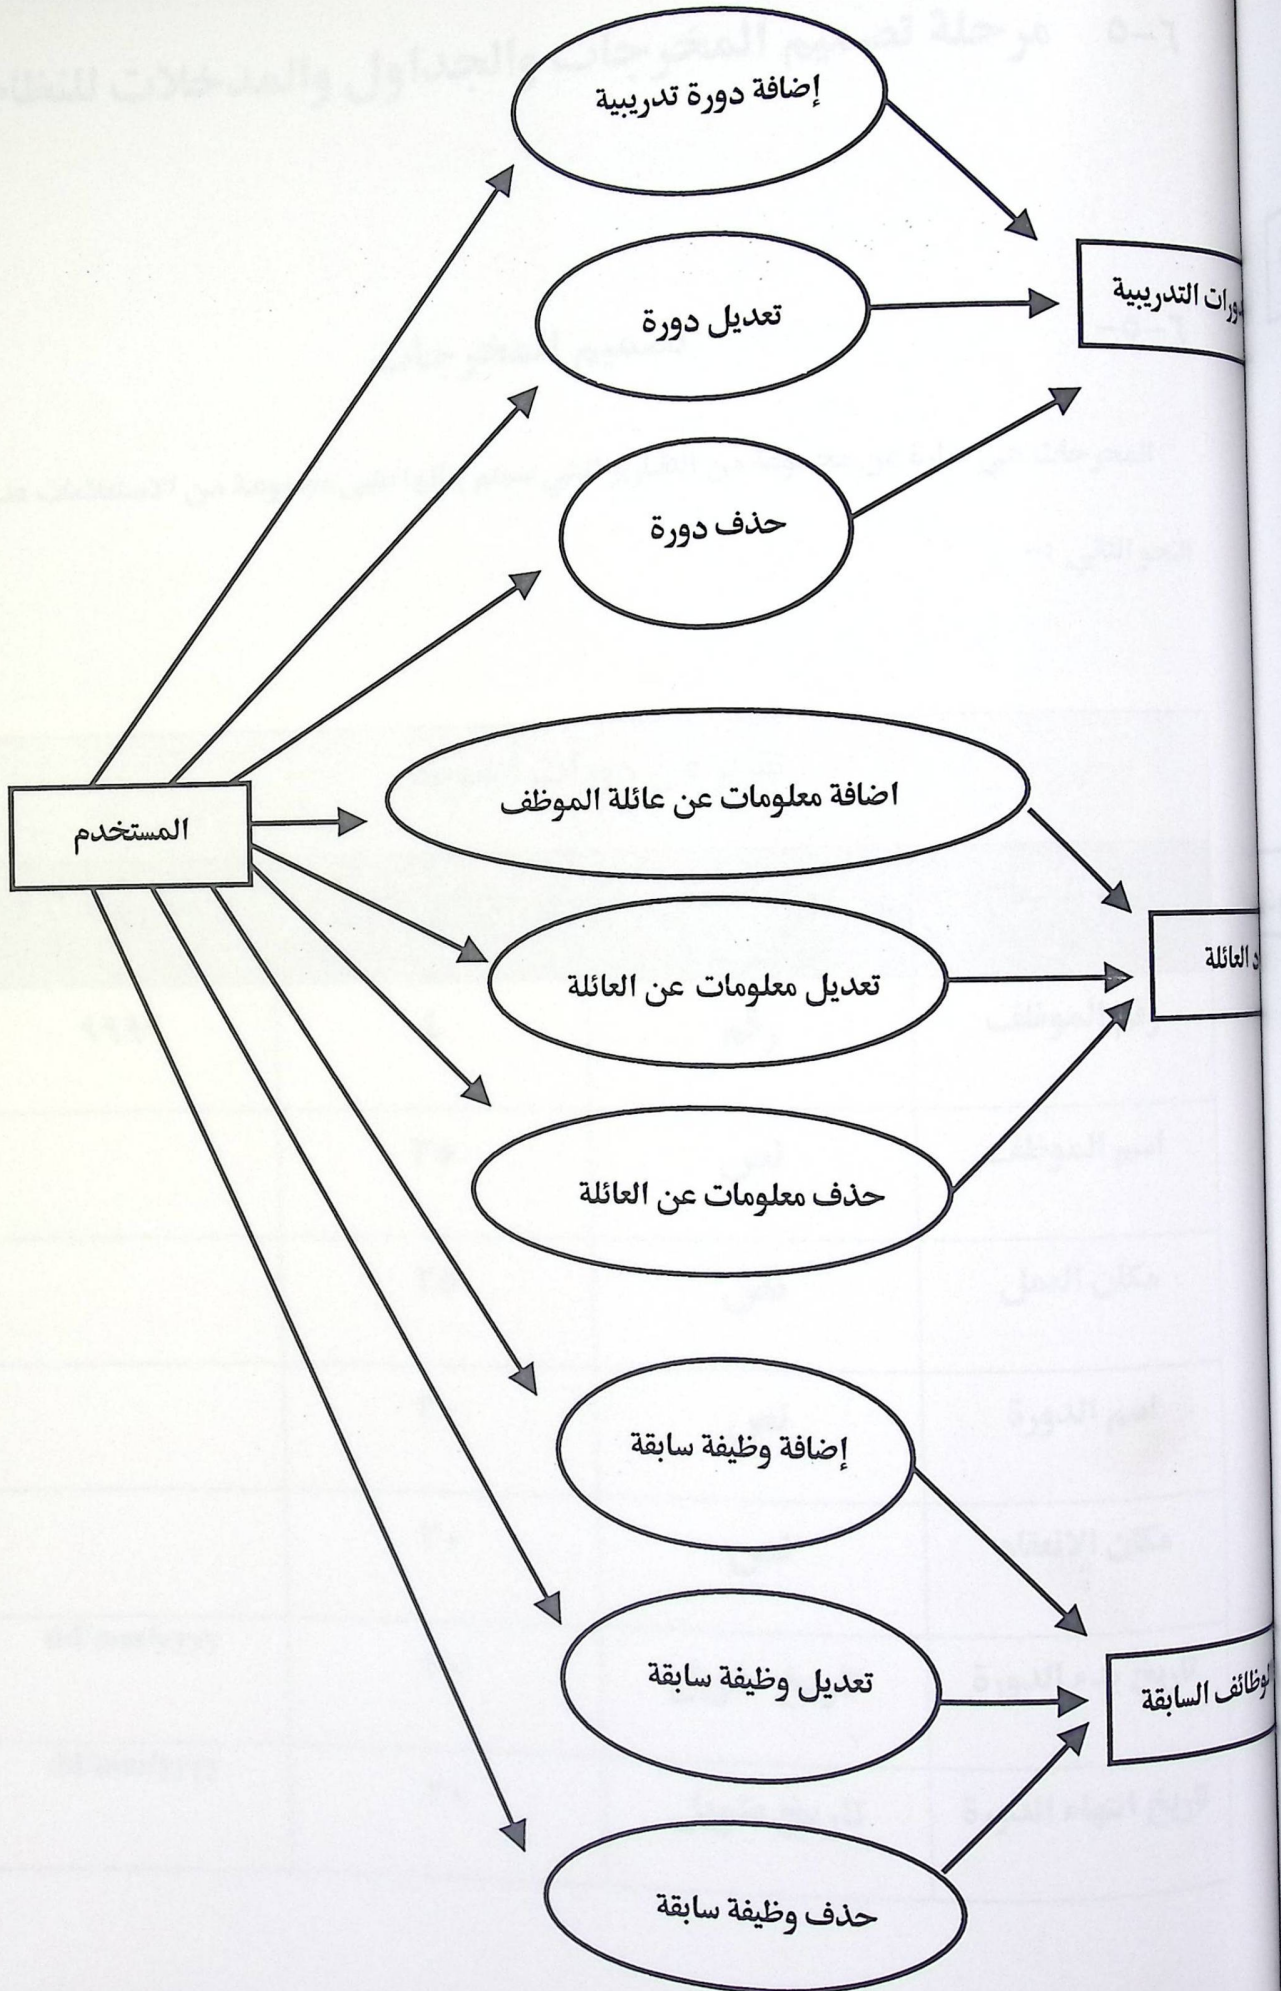 إضافة دورة تدريبية
تعديل دورة
ورات التدريبية
حذف دورة
اضافة معلومات عن عائلة الموظف
المستخدم
تعديل معلومات عن العائلة
د العائلة
حذف معلومات عن العائلة
إضافة وظيفة سابقة
تعديل وظيفة سابقة
لوظائف السابقة
حذف وظيفة سابقة